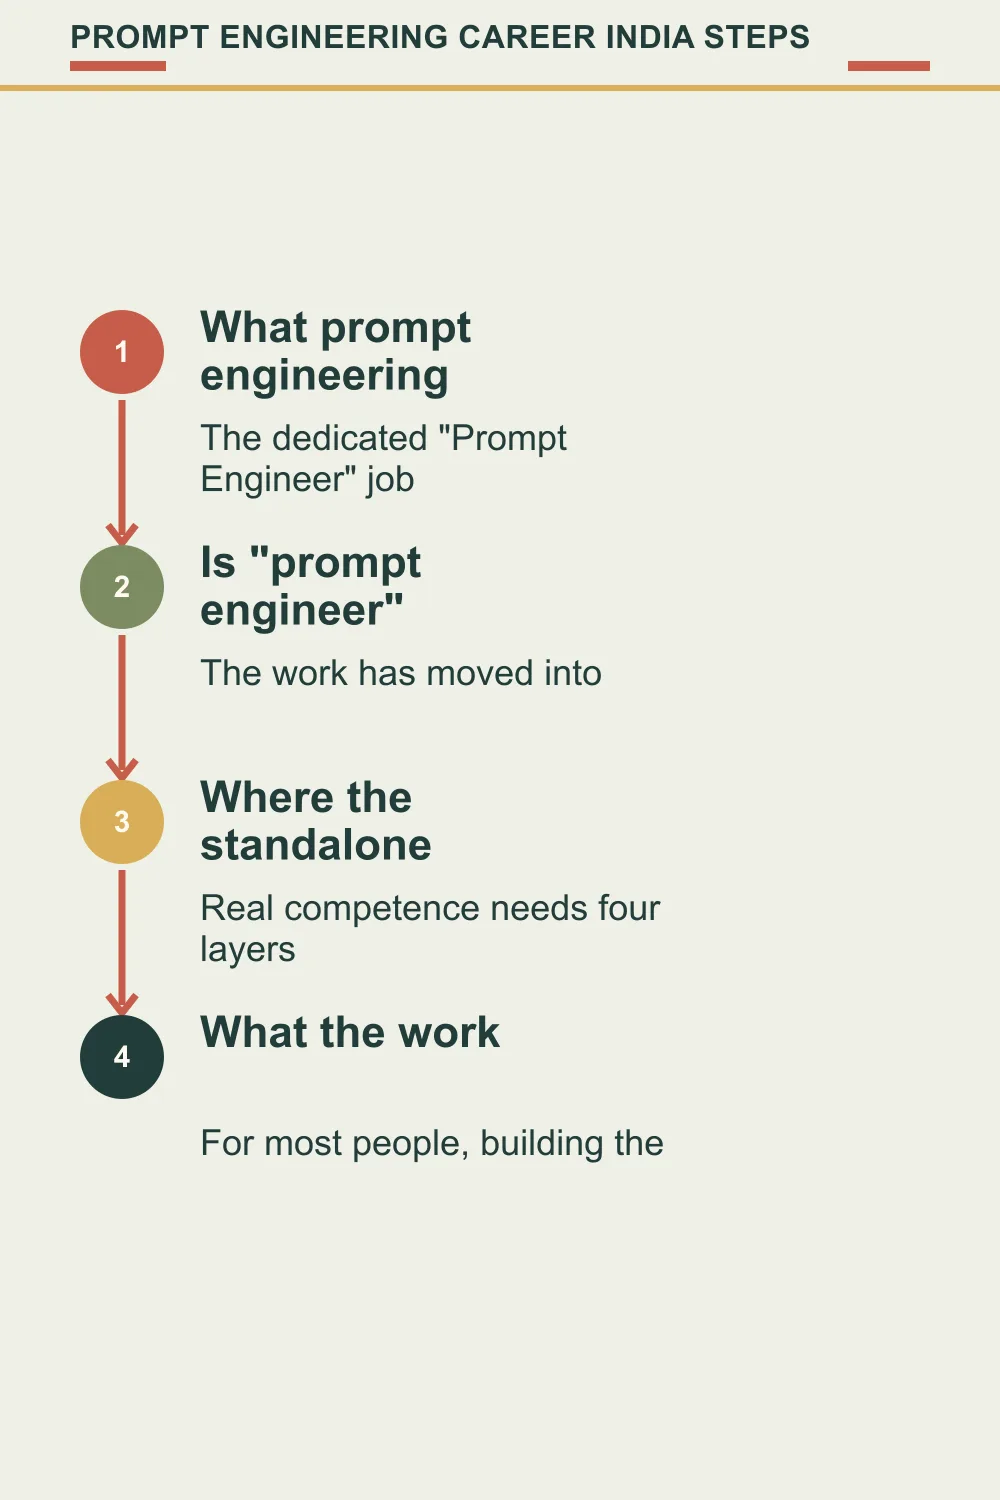 PROMPT ENGINEERING CAREER INDIA STEPS
1
What prompt
engineering
The dedicated "Prompt
Engineer" job
2
Is "prompt
engineer"
The work has moved into
3
Where the
standalone
Real competence needs four
layers
4
What the work
For most people, building the